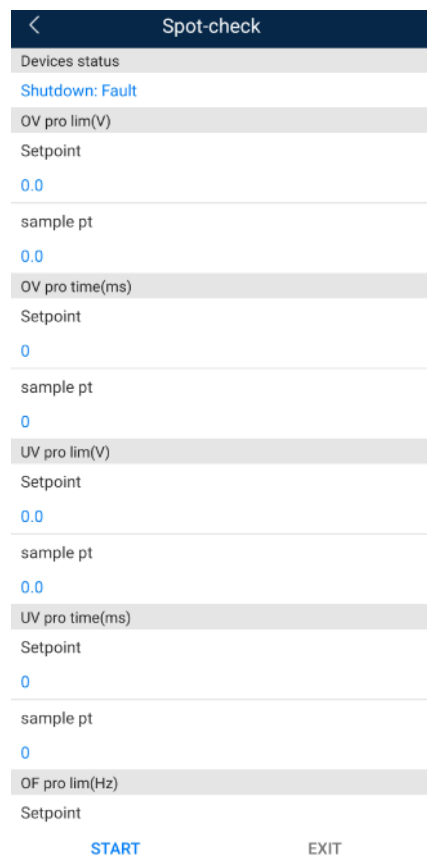 Spot-check
Devices status
Shutdown: Fault
OV pro lim(V)
Setpoint
0.0
sample pt
0.0
OV pro time(ms)
Setpoint
0
sample pt
0
UV pro lim(V)
Setpoint
0.0
sample pt
0.0
UV pro time(ms)
Setpoint
0
sample pt
0
OF pro lim(Hz)
Setpoint
START EXIT